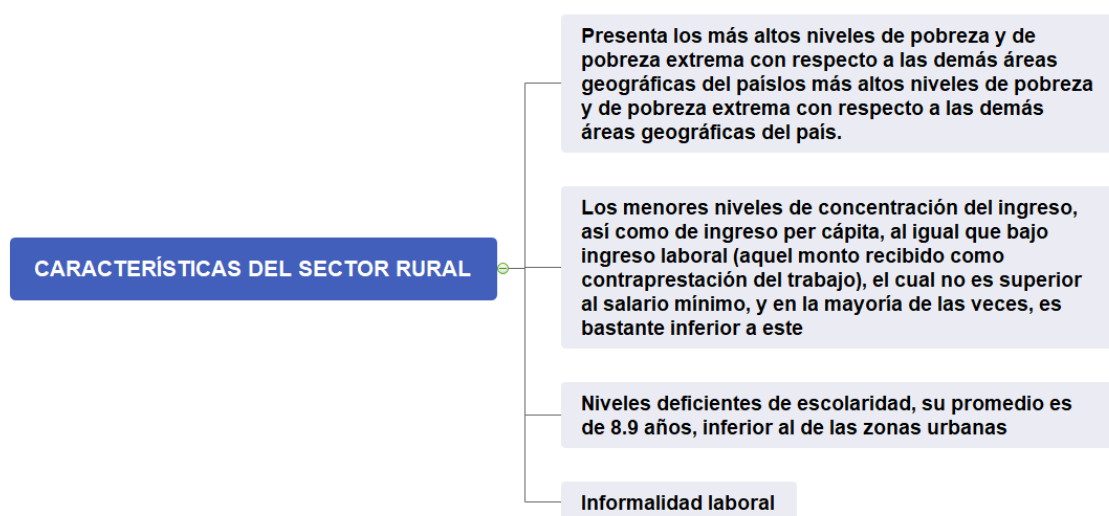 Presenta los más altos niveles de pobreza y de
pobreza extrema con respecto a las demás áreas
geográficas del paíslos más altos niveles de pobreza
y de pobreza extrema con respecto a las demás
áreas geográficas del país.
Los menores niveles de concentración del ingreso,
así como de ingreso per cápita, al igual que bajo
ingreso laboral (aquel monto recibido como
contraprestación del trabajo), el cual no es superior
al salario mínimo, y en la mayoría de las veces, es
bastante inferior a este
CARACTERÍSTICAS DEL SECTOR RURAL
Niveles deficientes de escolaridad, su promedio es
de 8.9 años, inferior al de las zonas urbanas
Informalidad laboral